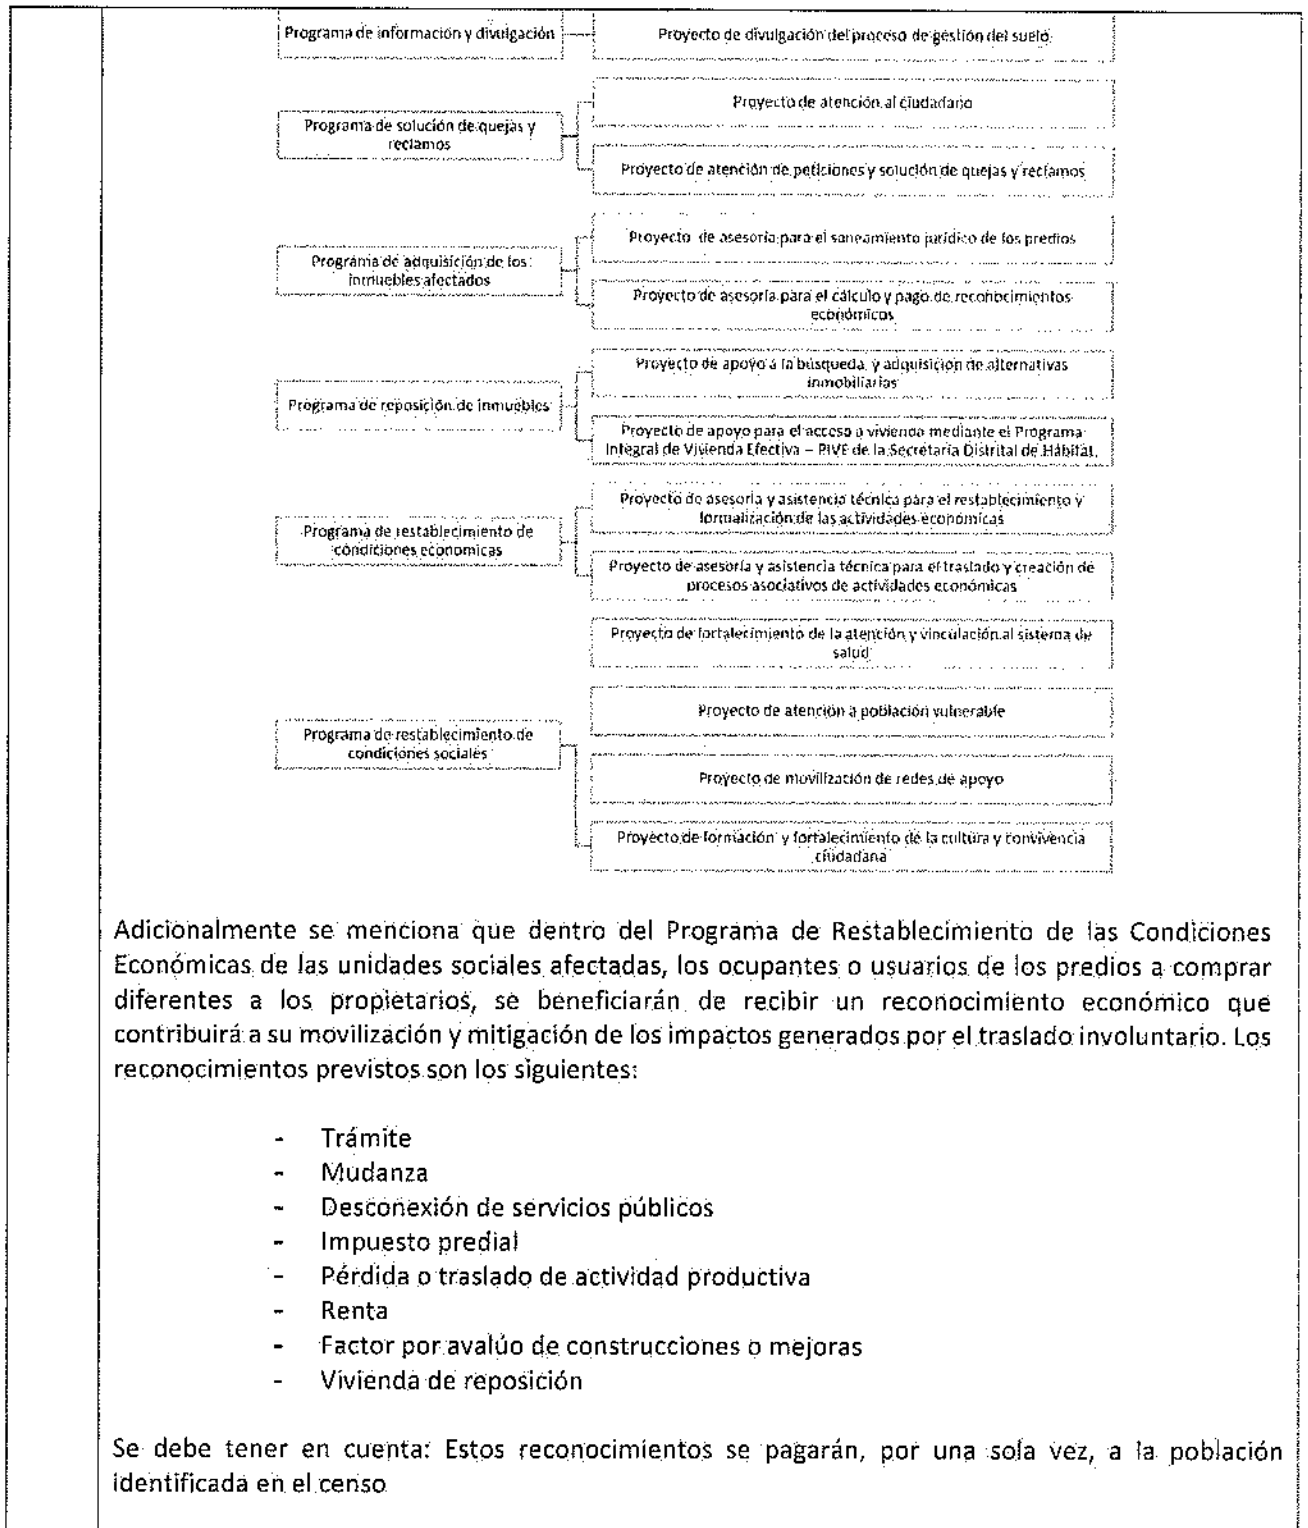 Programa de información y divulgación
Proyecto de divulgación del proceso de gestión del suelo
Programa de solución de quejas y
reclamos
Proyecto de atención al ciudadano
Proyecto de atención de peticiones y solución de quejas y reclamos
Programa de adquisición de los
inmuebles afectados
Proyecto de asesoría para el saneamiento jurídico de los predios
Proyecto de asesoría para el cálculo y pago de reconocimientos
económicos
Programa de reposición de inmuebles
Proyecto de apoyo a la búsqueda y adquisición de alternativas
inmobiliarias
Proyecto de apoyo para el acceso a vivienda mediante el Programa
Integral de Vivienda Efectiva – PIVE de la Secretaría Distrital de Hábitat.
Programa de restablecimiento de
condiciones economicas
Proyecto de asesoría y asistencia técnica para el restablecimiento y
formalización de las actividades económicas
Proyecto de asesoría y asistencia técnica para el traslado y creación de
procesos asociativos de actividades económicas
Programa de restablecimiento de
condiciones sociales
Proyecto de fortalecimiento de la atención y vinculación al sistema de
salud
Proyecto de atención a población vulnerable
Proyecto de movilización de redes de apoyo
Proyecto de formación y fortalecimiento de la cultura y convivencia
ciudadana
Adicionalmente se menciona que dentro del Programa de Restablecimiento de las Condiciones
Económicas de las unidades sociales afectadas, los ocupantes o usuarios de los predios a comprar
diferentes a los propietarios, se beneficiarán de recibir un reconocimiento económico que
contribuirá a su movilización y mitigación de los impactos generados por el traslado involuntario. Los
reconocimientos previstos son los siguientes:
- Trámite
- Mudanza
- Desconexión de servicios públicos
- Impuesto predial
- Pérdida o traslado de actividad productiva
- Renta
- Factor por avalúo de construcciones o mejoras
- Vivienda de reposición
Se debe tener en cuenta: Estos reconocimientos se pagarán, por una sola vez, a la población
identificada en el censo